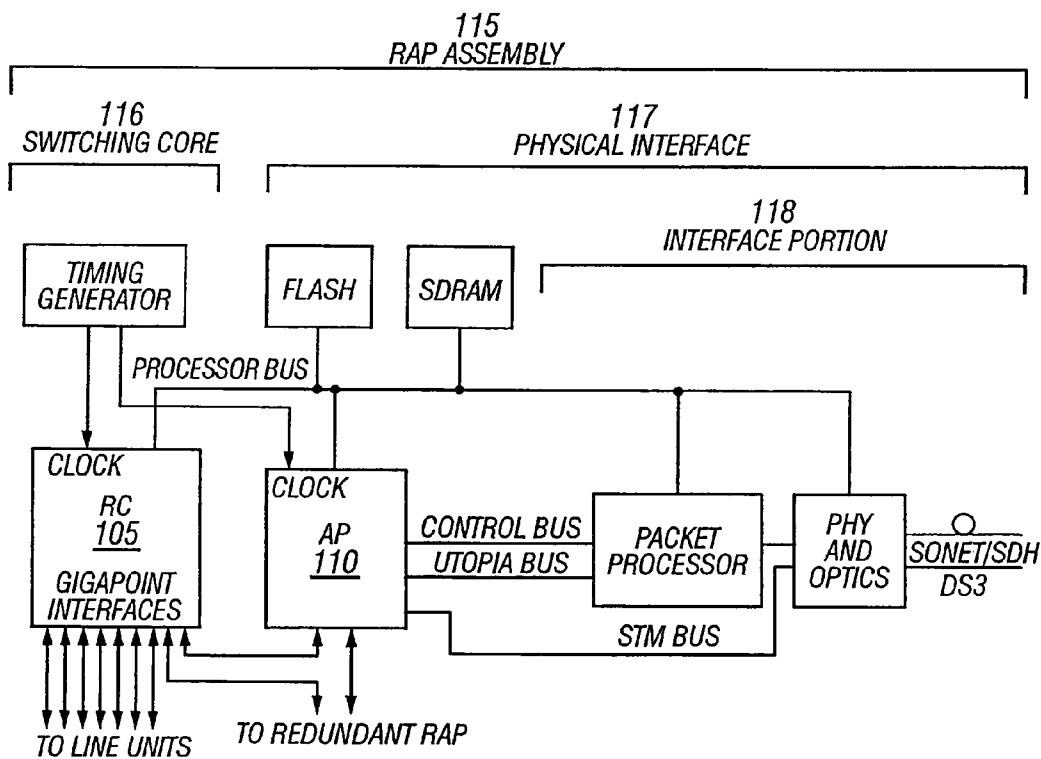 115
RAP ASSEMBLY
116
SWITCHING CORE
117
PHYSICAL INTERFACE
118
INTERFACE PORTION
TIMING
GENERATOR
FLASH
SDRAM
PROCESSOR BUS
CLOCK
RC
105
GIGAPOINT
INTERFACES
CLOCK
AP
110
CONTROL BUS
UTOPIA BUS
STM BUS
PACKET
PROCESSOR
PHY
AND
OPTICS
SONET/SDH
DS3
TO LINE UNITS
TO REDUNDANT RAP